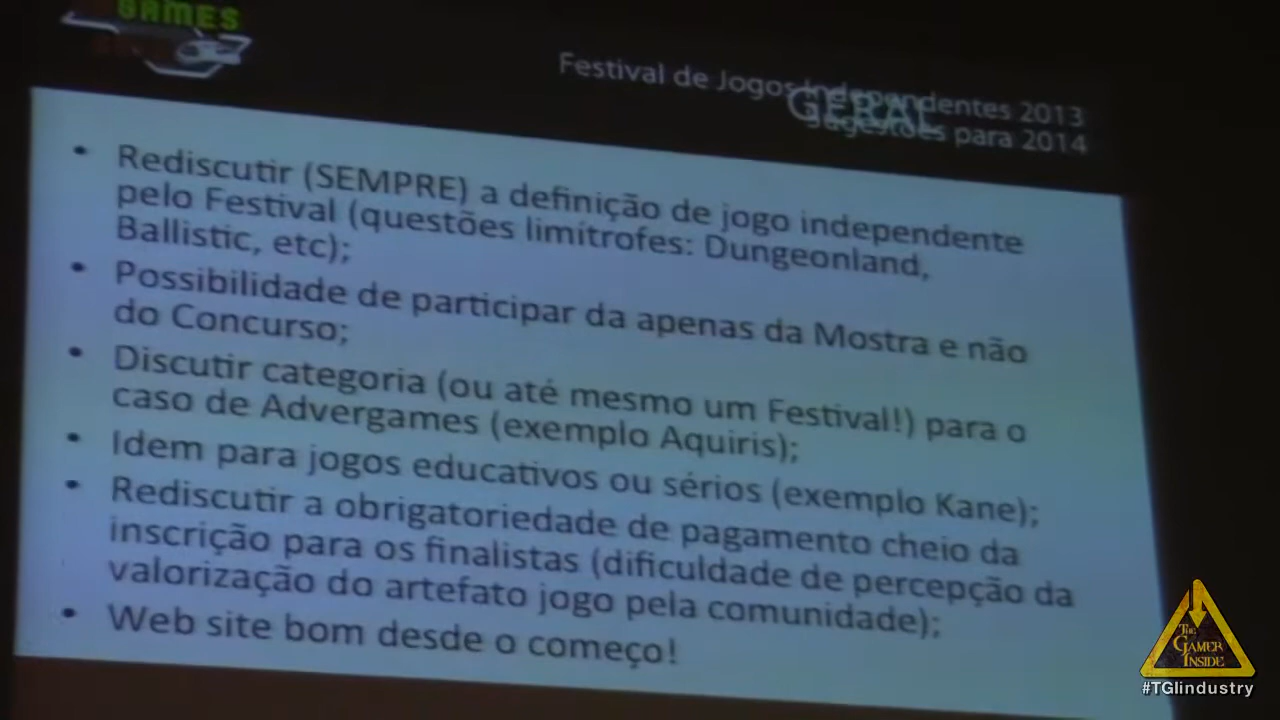 GAMES
Festival de Jogos Independentes 2013
GERAL
Sugestões para 2014
• Rediscutir (SEMPRE) a definição de jogo independente
pelo Festival (questões limítrofes: Dungeonland,
Ballistic, etc);
• Possibilidade de participar da apenas da Mostra e não
do Concurso;
• Discutir categoria (ou até mesmo um Festival!) para o
caso de Advergames (exemplo Aquiris);
• Idem para jogos educativos ou sérios (exemplo Kane);
• Rediscutir a obrigatoriedade de pagamento cheio da
inscrição para os finalistas (dificuldade de percepção da
valorização do artefato jogo pela comunidade);
• Web site bom desde o começo!
The
Gamer
Inside
#TGIindustry